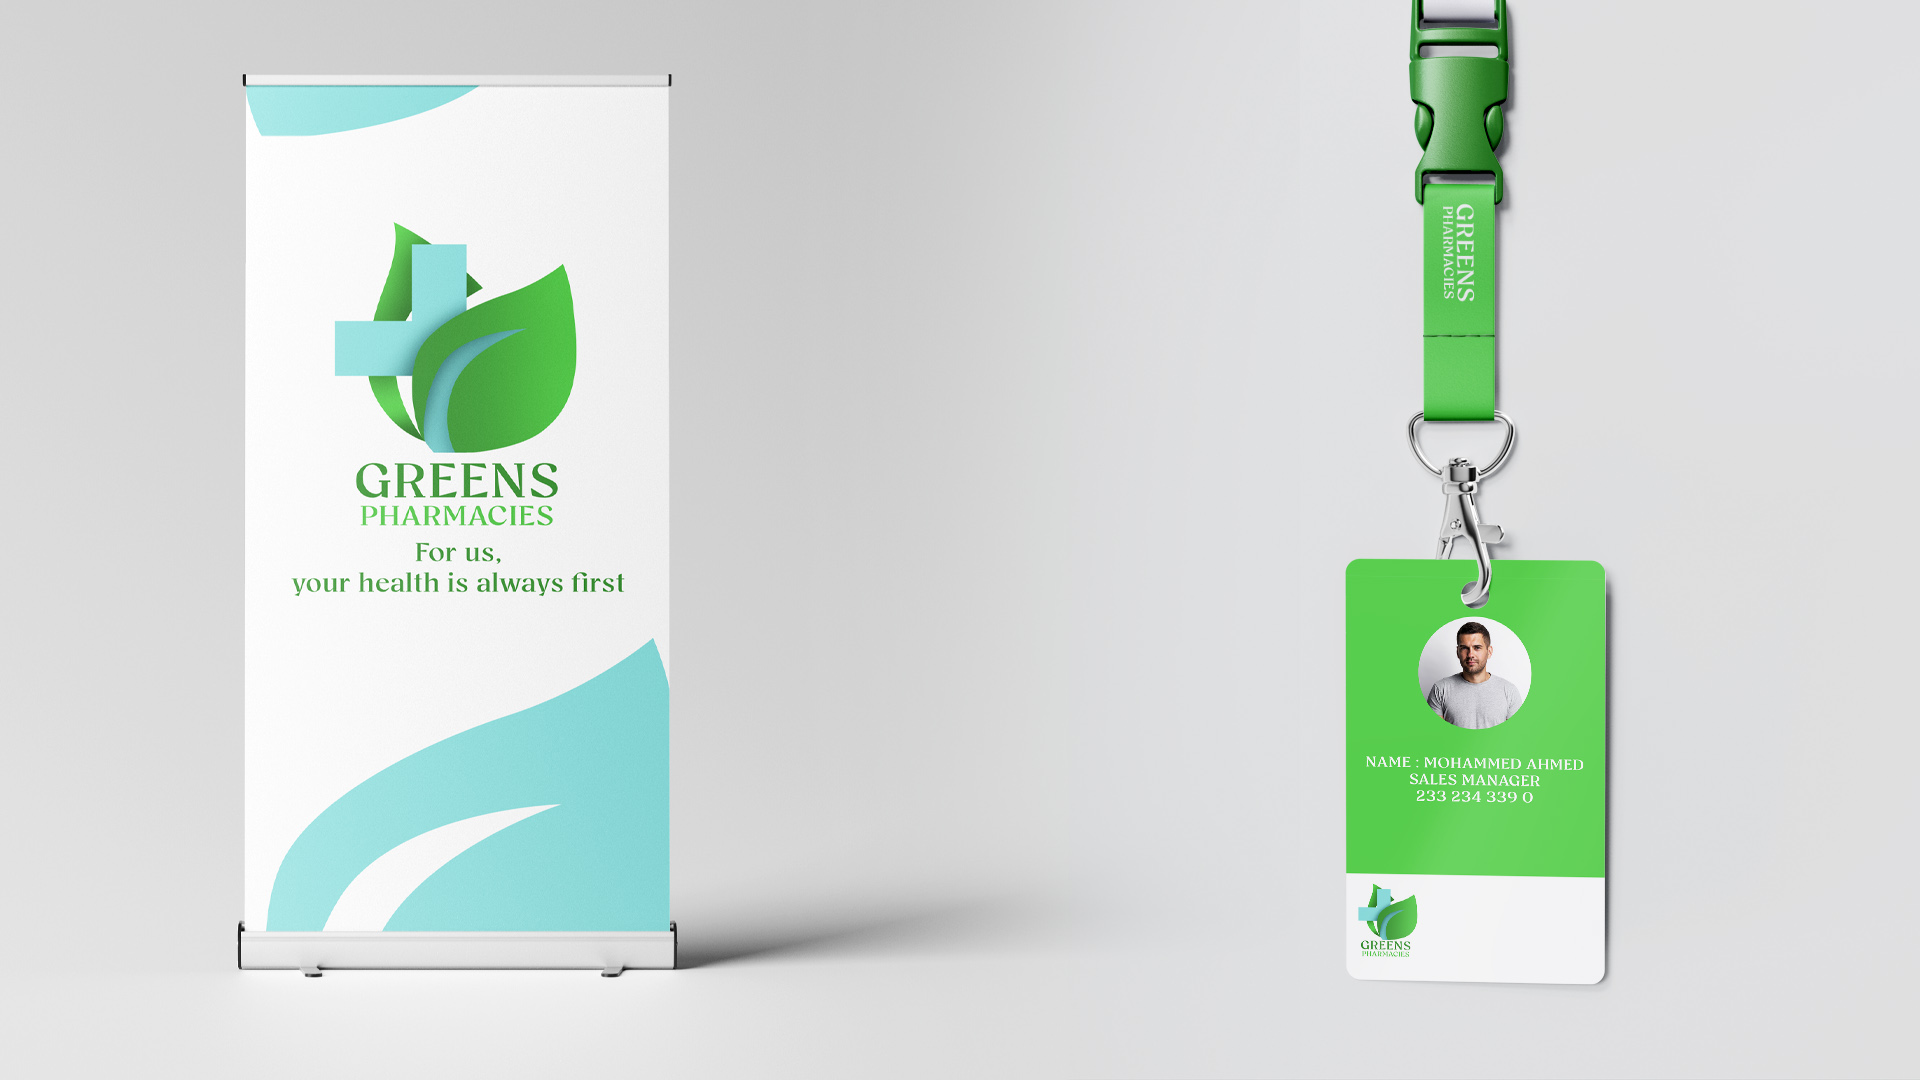 GREENS
PHARMACIES
For us,
your health is always first
GREENS
PHARMACIES
NAME : MOHAMMED AHMED
SALES MANAGER
233 234 339 0
GREENS
PHARMACIES